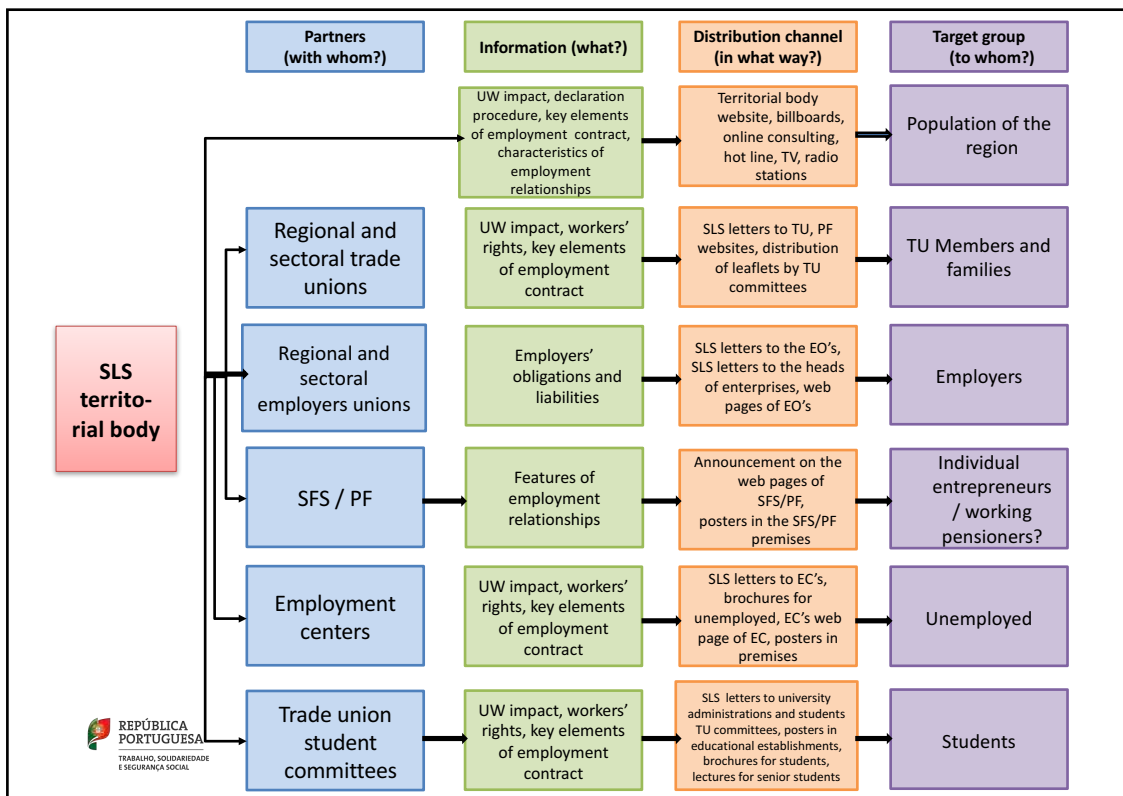 Partners
(with whom?)
Information (what?)
Distribution channel
(in what way?)
Target group
(to whom?)
UW impact, declaration
procedure, key elements
of employment contract,
characteristics of
employment
relationships
Territorial body
website, billboards,
online consulting,
hot line, TV, radio
stations
Population of the
region
Regional and
sectoral trade
unions
UW impact, workers’
rights, key elements
of employment
contract
SLS letters to TU, PF
websites, distribution
of leaflets by TU
committees
TU Members and
families
SLS
territo-
rial body
Regional and
sectoral
employers unions
Employers’
obligations and
liabilities
SLS letters to the EO’s,
SLS letters to the heads
of enterprises, web
pages of EO’s
Employers
SFS / PF
Features of
employment
relationships
Announcement on the
web pages of
SFS/PF,
posters in the SFS/PF
premises
Individual
entrepreneurs
/ working
pensioners?
Employment
centers
UW impact, workers’
rights, key elements
of employment
contract
SLS letters to EC’s,
brochures for
unemployed, EC’s web
page of EC, posters in
premises
Unemployed
Trade union
student
committees
UW impact, workers’
rights, key elements
of employment
contract
SLS letters to university
administrations and students
TU committees, posters in
educational establishments,
brochures for students,
lectures for senior students
Students
REPÚBLICA
PORTUGUESA
TRABALHO, SOLIDARIEDADE
E SEGURANÇA SOCIAL